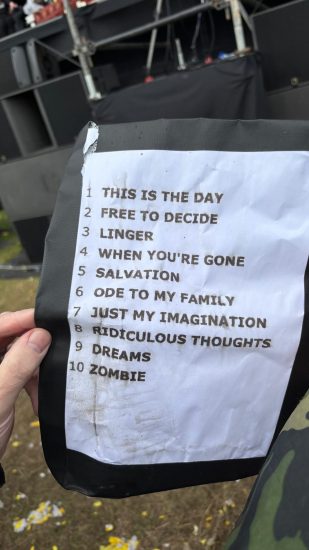 1 THIS IS THE DAY
2 FREE TO DECIDE
3 LINGER
4 WHEN YOU'RE GONE
5 SALVATION
6 ODE TO MY FAMILY
7 JUST MY IMAGINATION
8 RIDICULOUS THOUGHTS
9 DREAMS
10 ZOMBIE